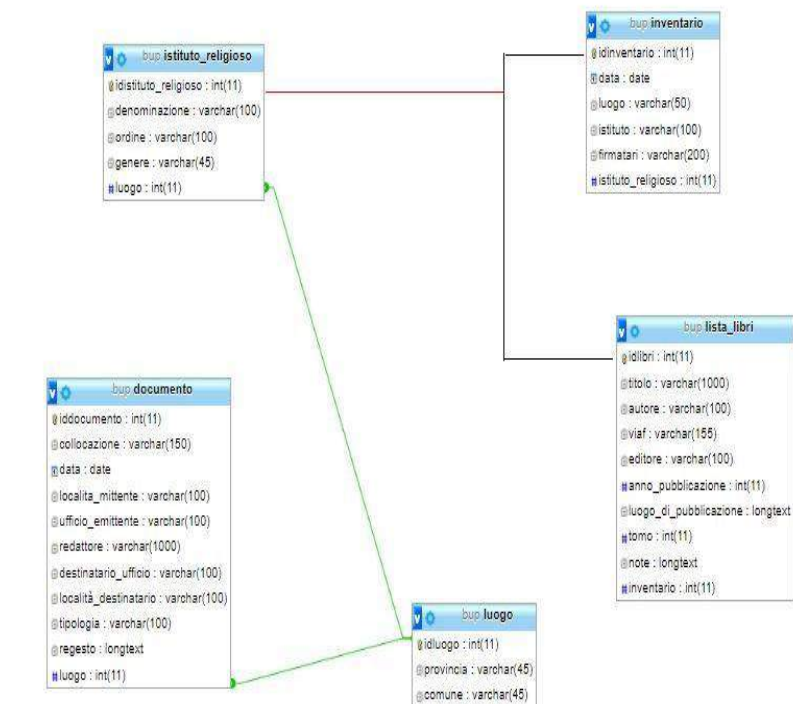 bup istituto_religioso
idistituto_religioso : int(11)
denominazione : varchar(100)
ordine : varchar(100)
genere : varchar(45)
#luogo : int(11)
bup inventario
idinventario : int(11)
data : date
luogo : varchar(50)
istituto : varchar(100)
firmatari : varchar(200)
#istituto_religioso : int(11)
bup lista_libri
idlibri : int(11)
titolo : varchar(1000)
autore : varchar(100)
viaf : varchar(155)
editore : varchar(100)
#anno_pubblicazione : int(11)
luogo_di_pubblicazione : longtext
#tomo : int(11)
note : longtext
#inventario : int(11)
bup documento
iddocumento : int(11)
collocazione : varchar(150)
data : date
localita_mittente : varchar(100)
ufficio_emittente : varchar(100)
redattore : varchar(1000)
destinatario_ufficio : varchar(100)
località_destinatario : varchar(100)
tipologia : varchar(100)
regesto : longtext
#luogo : int(11)
bup luogo
idluogo : int(11)
provincia : varchar(45)
comune : varchar(45)